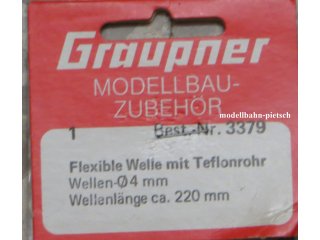 Graupner
MODELLBAU-
ZUBEHÖR
modellbahn-pietsch
1 Best.-Nr. 3379
Flexible Welle mit Teflonrohr
Wellen-Ø 4 mm
Wellenlänge ca. 220 mm